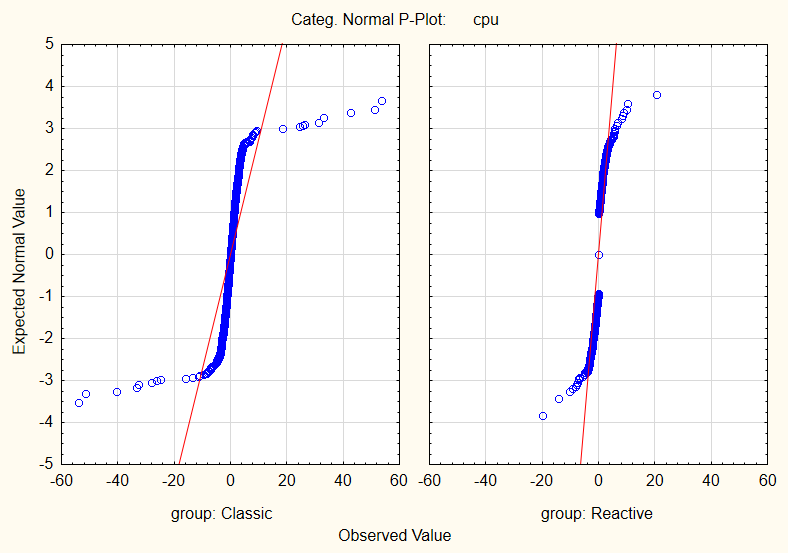 Categ. Normal P-Plot: cpu
Expected Normal Value
5
4
3
2
1
0
-1
-2
-3
-4
-5
-60 -40 -20 0 20 40 60
-60 -40 -20 0 20 40 60
group: Classic
group: Reactive
Observed Value